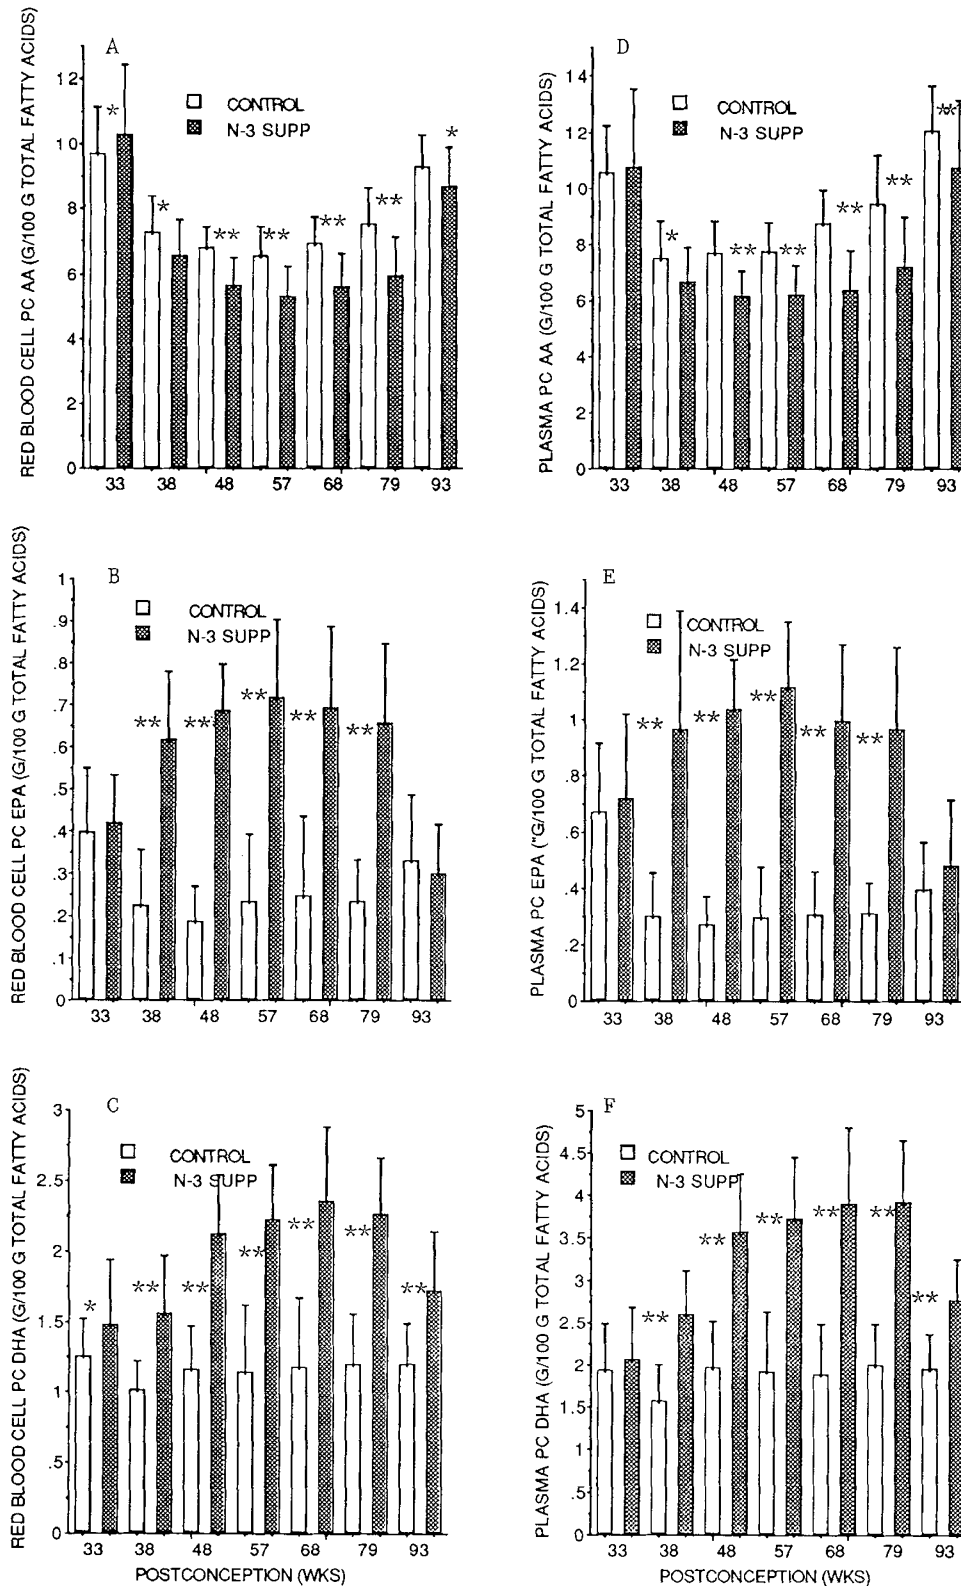 A
RED BLOOD CELL PC AA (G/100 G TOTAL FATTY ACIDS)
12
10
8
6
4
2
0
CONTROL
N-3 SUPP
*
*
**
**
**
**
*
33 38 48 57 68 79 93
D
PLASMA PC AA (G/100 G TOTAL FATTY ACIDS)
14
12
10
8
6
4
2
0
CONTROL
N-3 SUPP
*
**
**
**
**
**
33 38 48 57 68 79 93
B
RED BLOOD CELL PC EPA (G/100 G TOTAL FATTY ACIDS)
1
.9
.8
.7
.6
.5
.4
.3
.2
.1
0
CONTROL
N-3 SUPP
**
**
**
**
**
33 38 48 57 68 79 93
E
PLASMA PC EPA ("G/100 G TOTAL FATTY ACIDS)
1.4
1.2
1
.8
.6
.4
.2
0
CONTROL
N-3 SUPP
**
**
**
**
**
33 38 48 57 68 79 93
C
RED BLOOD CELL PC DHA (G/100 G TOTAL FATTY ACIDS)
3
2.5
2
1.5
1
.5
0
CONTROL
N-3 SUPP
*
**
**
**
**
**
**
33 38 48 57 68 79 93
POSTCONCEPTION (WKS)
F
PLASMA PC DHA (G/100 G TOTAL FATTY ACIDS)
5
4.5
4
3.5
3
2.5
2
1.5
1
.5
0
CONTROL
N-3 SUPP
**
**
**
**
**
**
33 38 48 57 68 79 93
POSTCONCEPTION (WKS)